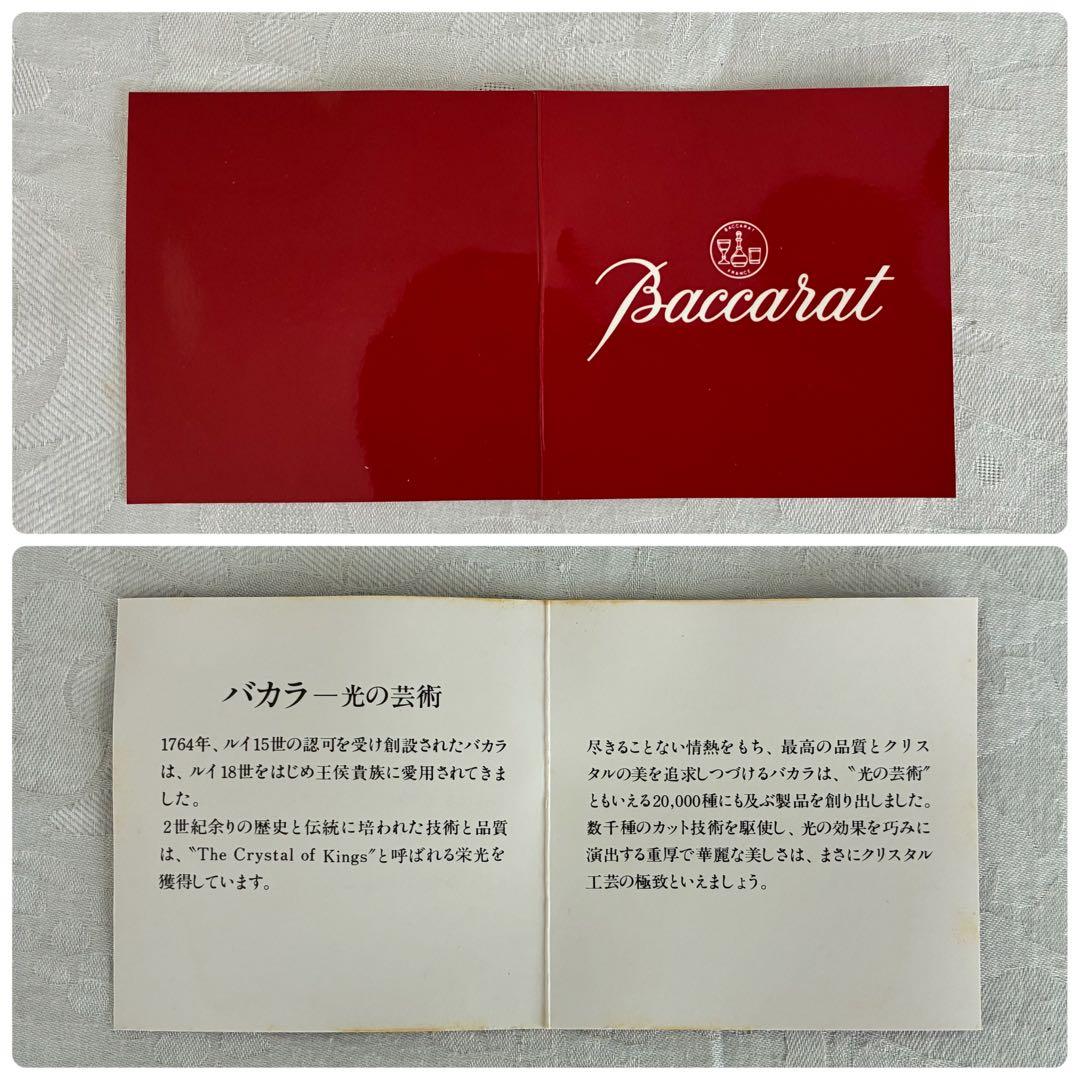 BACCARAT
FRANCE
Baccarat
バカラ―光の芸術
1764年、ルイ15世の認可を受け創設されたバカラ
は、ルイ18世をはじめ王侯貴族に愛用されてきま
した。
2世紀余りの歴史と伝統に培われた技術と品質
は、〝The Crystal of Kings〞と呼ばれる栄光を
獲得しています。
尽きることない情熱をもち、最高の品質とクリス
タルの美を追求しつづけるバカラは、〝光の芸術〞
ともいえる20,000種にも及ぶ製品を創り出しました。
数千種のカット技術を駆使し、光の効果を巧みに
演出する重厚で華麗な美しさは、まさにクリスタル
工芸の極致といえましょう。